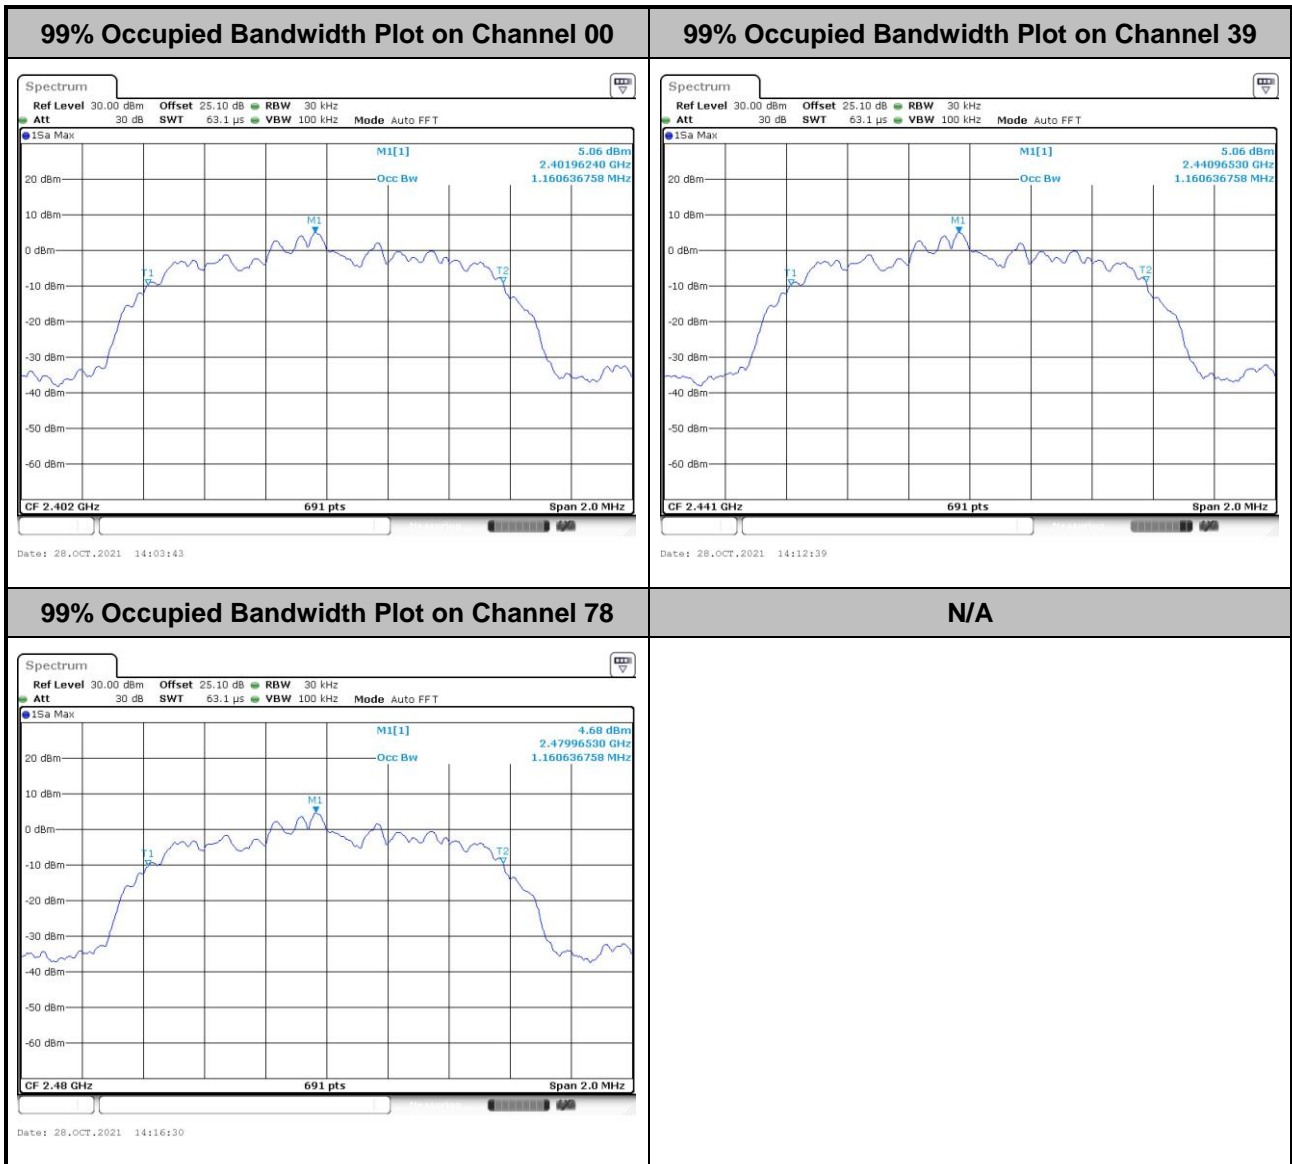 99% Occupied Bandwidth Plot on Channel 00
99% Occupied Bandwidth Plot on Channel 39
Spectrum
Ref Level 30.00 dBm Offset 25.10 dB RBW 30 kHz
Att 30 dB SWT 63.1 µs VBW 100 kHz Mode Auto FFT
1Sa Max
M1[1] 5.06 dBm
2.40196240 GHz
20 dBm
Occ Bw 1.160636758 MHz
10 dBm
M1
0 dBm
T1
T2
-10 dBm
-20 dBm
-30 dBm
-40 dBm
-50 dBm
-60 dBm
CF 2.402 GHz 691 pts Span 2.0 MHz
Date: 28.OCT.2021 14:03:43
Spectrum
Ref Level 30.00 dBm Offset 25.10 dB RBW 30 kHz
Att 30 dB SWT 63.1 µs VBW 100 kHz Mode Auto FFT
1Sa Max
M1[1] 5.06 dBm
2.44096530 GHz
20 dBm
Occ Bw 1.160636758 MHz
10 dBm
M1
0 dBm
T1
T2
-10 dBm
-20 dBm
-30 dBm
-40 dBm
-50 dBm
-60 dBm
CF 2.441 GHz 691 pts Span 2.0 MHz
Date: 28.OCT.2021 14:12:39
99% Occupied Bandwidth Plot on Channel 78
N/A
Spectrum
Ref Level 30.00 dBm Offset 25.10 dB RBW 30 kHz
Att 30 dB SWT 63.1 µs VBW 100 kHz Mode Auto FFT
1Sa Max
M1[1] 4.68 dBm
2.47996530 GHz
20 dBm
Occ Bw 1.160636758 MHz
10 dBm
M1
0 dBm
T1
T2
-10 dBm
-20 dBm
-30 dBm
-40 dBm
-50 dBm
-60 dBm
CF 2.48 GHz 691 pts Span 2.0 MHz
Date: 28.OCT.2021 14:16:30